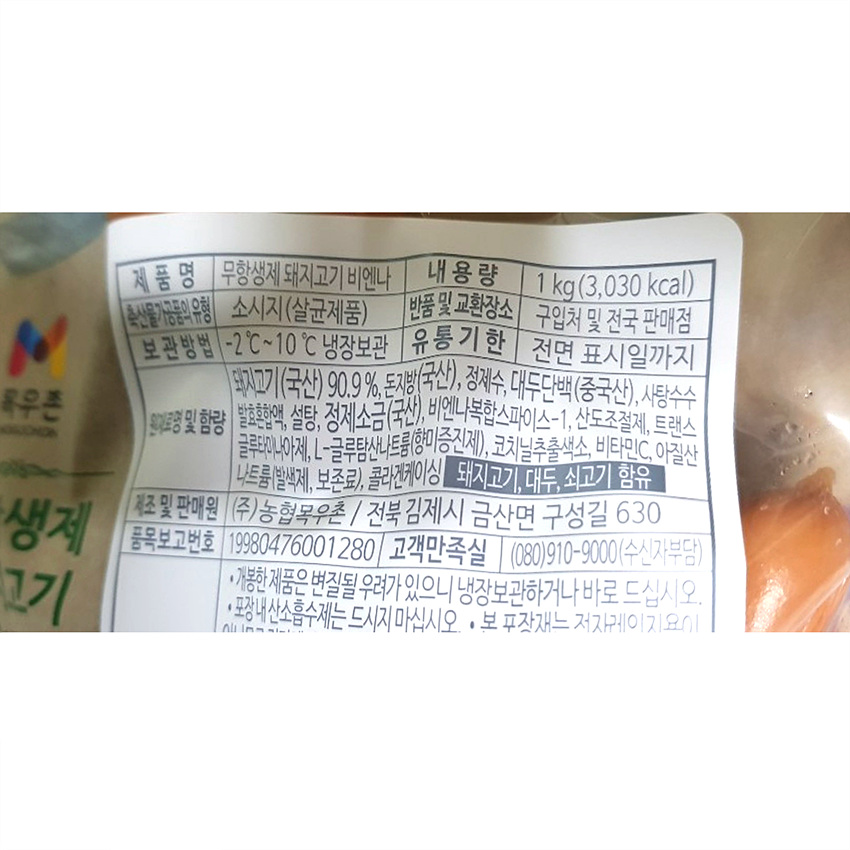 제품명 무항생제 돼지고기 비엔나 내용량 1 kg (3,030 kcal)
축산물가공품의 유형 소시지(살균제품) 반품 및 교환장소 구입처 및 전국 판매점
보관방법 -2℃~10℃ 냉장보관 유통기한 전면 표시일까지
돼지고기(국산) 90.9 %, 돈지방(국산), 정제수, 대두단백(중국산), 사탕수수
원재료명 및 함량 발효혼합액, 설탕, 정제소금(국산), 비엔나복합스파이스-1, 산도조절제, 트랜스
글루타미나아제, L-글루탐산나트륨(향미증진제), 코치닐추출색소, 비타민C, 아질산
나트륨(발색제, 보존료), 콜라겐케이싱 돼지고기, 대두, 쇠고기 함유
제조 및 판매원 (주)농협목우촌 / 전북 김제시 금산면 구성길 630
품목보고번호 19980476001280 고객만족실 (080)910-9000(수신자부담)
•개봉한 제품은 변질될 우려가 있으니 냉장보관하거나 바로 드십시오.
•포장 내 산소흡수제는 드시지 마십시오. •본 포장재는 전자레인지용이
목우촌
생제
고기